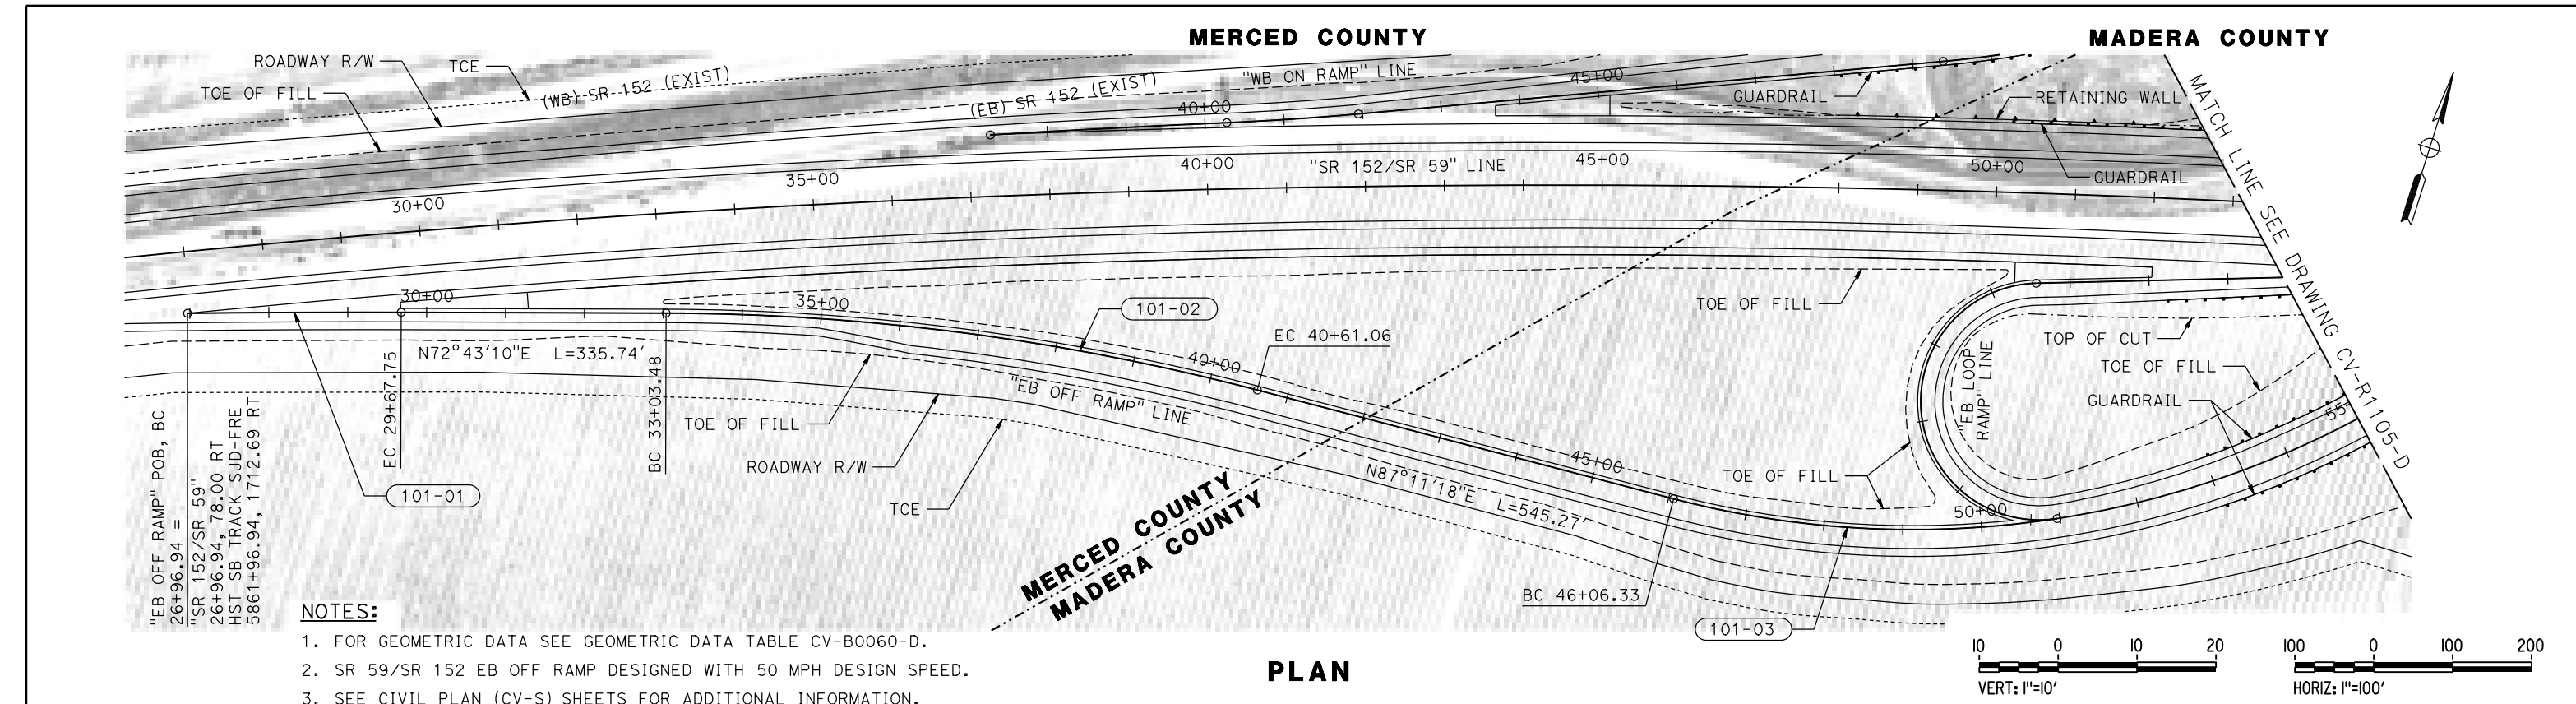 MERCED COUNTY
MADERA COUNTY
ROADWAY R/W
TCE
TOE OF FILL
(WB) SR 152 (EXIST)
(EB) SR 152 (EXIST)
"WB ON RAMP" LINE
40+00
45+00
GUARDRAIL
RETAINING WALL
MATCH LINE SEE DRAWING CV-R1105-D
30+00
35+00
40+00
"SR 152/SR 59" LINE
45+00
50+00
GUARDRAIL
30+00
35+00
101-02
EC 40+61.06
TOE OF FILL
N72°43'10"E L=335.74'
EC 29+67.75
BC 33+03.48
40+00
"EB OFF RAMP" LINE
TOE OF FILL
ROADWAY R/W
TCE
101-01
"EB LOOP
RAMP" LINE
TOP OF CUT
TOE OF FILL
GUARDRAIL
55
TOE OF FILL
45+00
N87°11'18"E L=545.27'
50+00
"EB OFF RAMP" POB, BC
26+96.94 =
"SR 152/SR 59"
26+96.94, 78.00 RT
HST SB TRACK SJD-FRE
5861+96.94, 1712.69 RT
MERCED COUNTY
MADERA COUNTY
BC 46+06.33
101-03
NOTES:
1. FOR GEOMETRIC DATA SEE GEOMETRIC DATA TABLE CV-B0060-D.
2. SR 59/SR 152 EB OFF RAMP DESIGNED WITH 50 MPH DESIGN SPEED.
3. SEE CIVIL PLAN (CV-S) SHEETS FOR ADDITIONAL INFORMATION.
PLAN
10 0 10 20
VERT: 1"=10'
100 0 100 200
HORIZ: 1"=100'